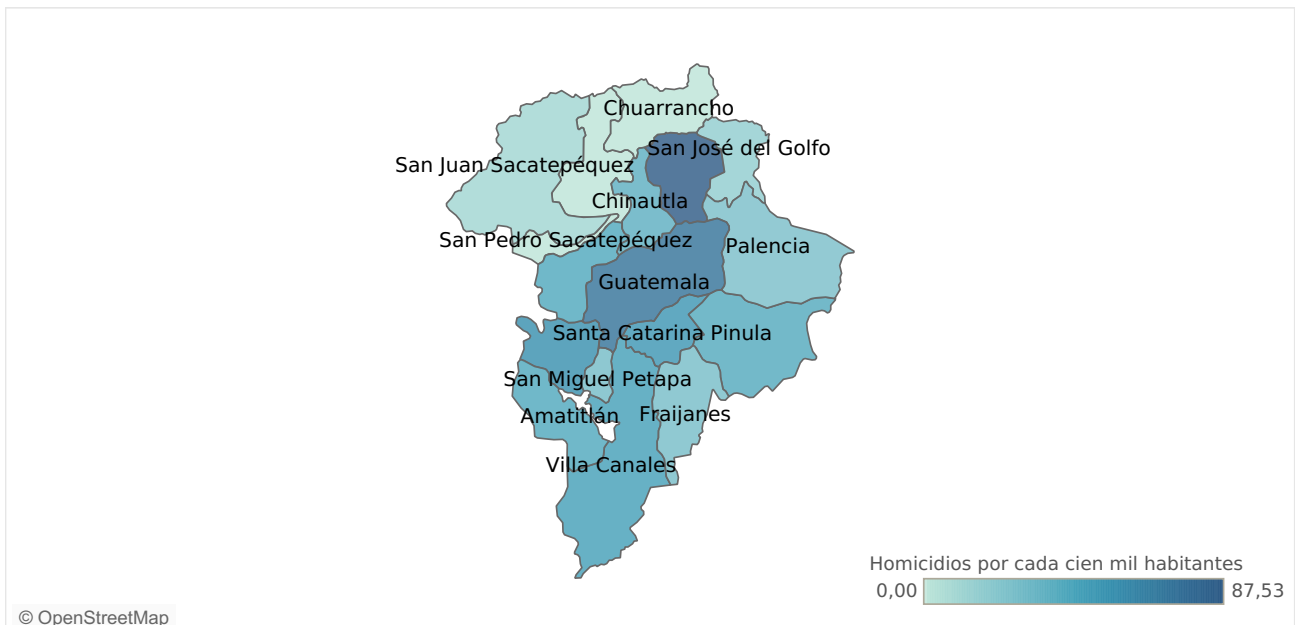 Chuarrancho
San José del Golfo
San Juan Sacatepéquez
Chinautla
San Pedro Sacatepéquez
Palencia
Guatemala
Santa Catarina Pinula
San Miguel Petapa
Amatitlán
Fraijanes
Villa Canales
Homicidios por cada cien mil habitantes
0,00
87,53
© OpenStreetMap